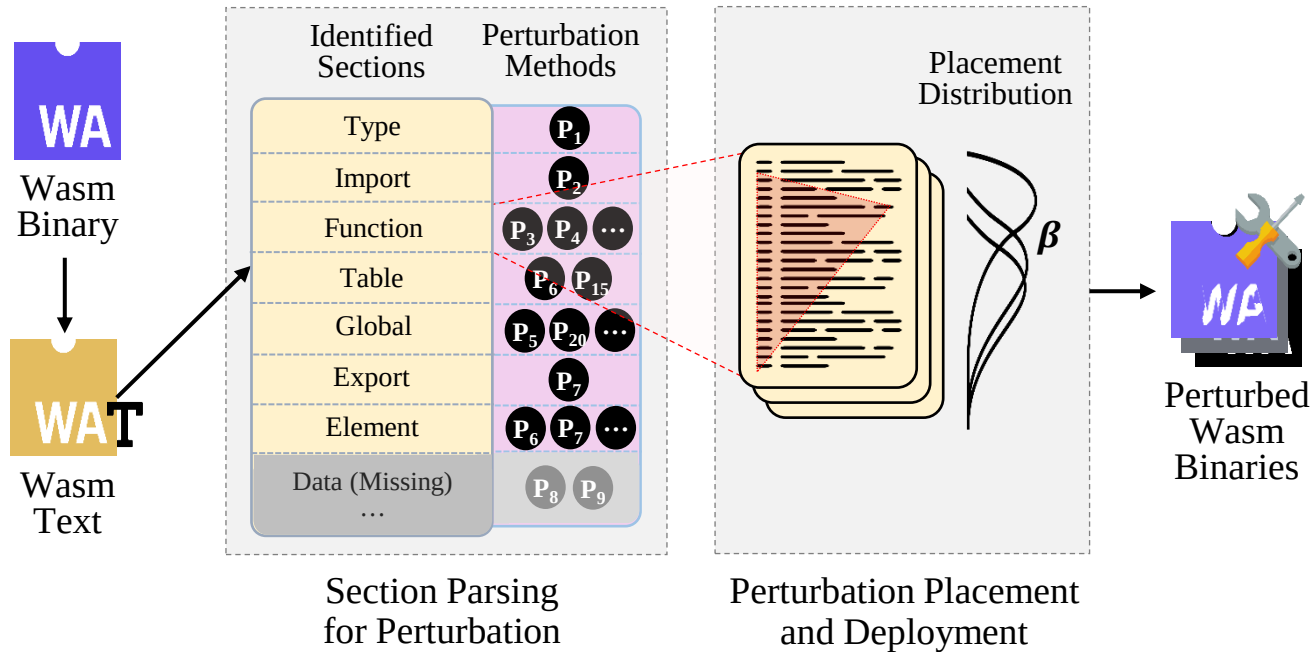 WA
Wasm
Binary
WAT
Wasm
Text
Identified
Sections
Perturbation
Methods
Type
P1
Import
P2
Function
P3 P4 ...
Table
P6 P15
Global
P5 P20 ...
Export
P7
Element
P6 P7 ...
Data (Missing)
...
P8 P9
Section Parsing
for Perturbation
Placement
Distribution
β
Perturbation Placement
and Deployment
WA
Perturbed
Wasm
Binaries